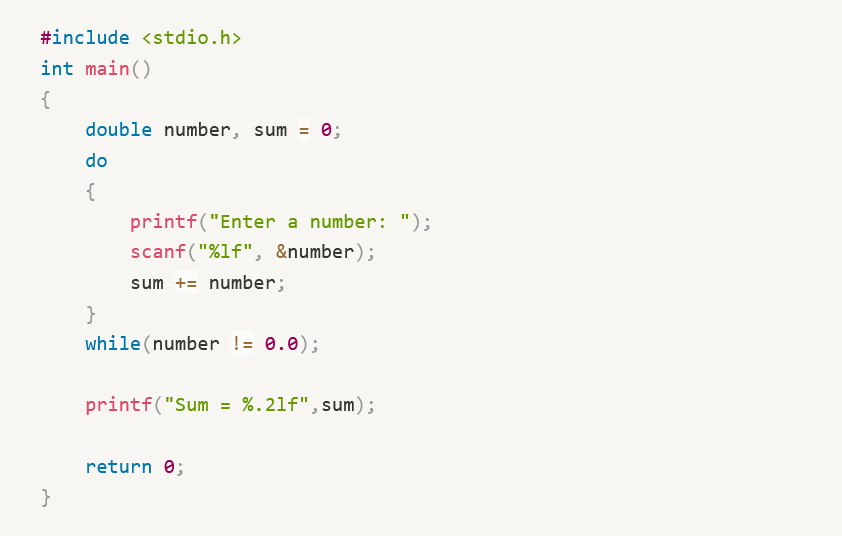 #include <stdio.h>
int main()
{
    double number, sum = 0;
    do
    {
        printf("Enter a number: ");
        scanf("%lf", &number);
        sum += number;
    }
    while(number != 0.0);

    printf("Sum = %.2lf",sum);

    return 0;
}